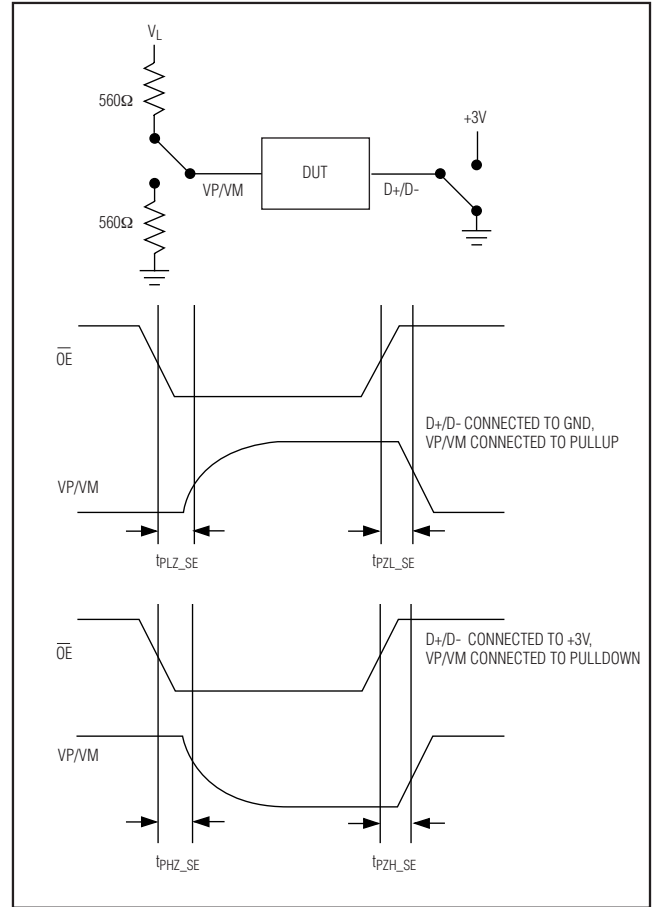 VL
560Ω
+3V
DUT
VP/VM
D+/D-
560Ω
OE
D+/D- CONNECTED TO GND,
VP/VM CONNECTED TO PULLUP
VP/VM
tPLZ_SE
tPZL_SE
OE
D+/D- CONNECTED TO +3V,
VP/VM CONNECTED TO PULLDOWN
VP/VM
tPHZ_SE
tPZH_SE